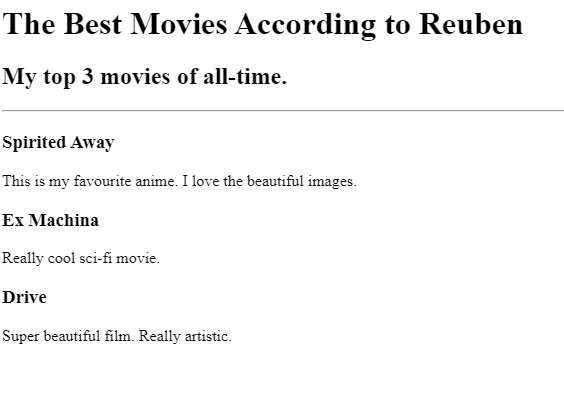 The Best Movies According to Reuben
My top 3 movies of all-time.
Spirited Away
This is my favourite anime. I love the beautiful images.
Ex Machina
Really cool sci-fi movie.
Drive
Super beautiful film. Really artistic.